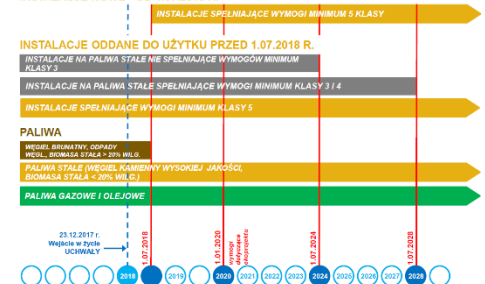 INSTALACJE SPEŁNIAJĄCE WYMOGI MINIMUM 5 KLASY
INSTALACJE ODDANE DO UŻYTKU PRZED 1.07.2018 R.
INSTALACJE NA PALIWA STAŁE NIE SPEŁNIAJĄCE WYMOGÓW MINIMUM
KLASY 3
INSTALACJE NA PALIWA STAŁE SPEŁNIAJĄCE WYMOGI MINIMUM KLASY 3 i 4
INSTALACJE SPEŁNIAJĄCE WYMOGI MINIMUM KLASY 5
PALIWA
WĘGIEL BRUNATNY, ODPADY
WĘGL., BIOMASA STAŁA > 20% WILG.
PALIWA STAŁE (WĘGIEL KAMIENNY WYSOKIEJ JAKOŚCI,
BIOMASA STAŁA < 20% WILG.)
PALIWA GAZOWE I OLEJOWE
23.12.2017 r.
Wejście w życie
UCHWAŁY
1.07.2018
1.01.2020
wymogi
dotyczące
ekoprojektu
1.07.2024
1.07.2028
2018
2019
2020
2021
2022
2023
2024
2025
2026
2027
2028